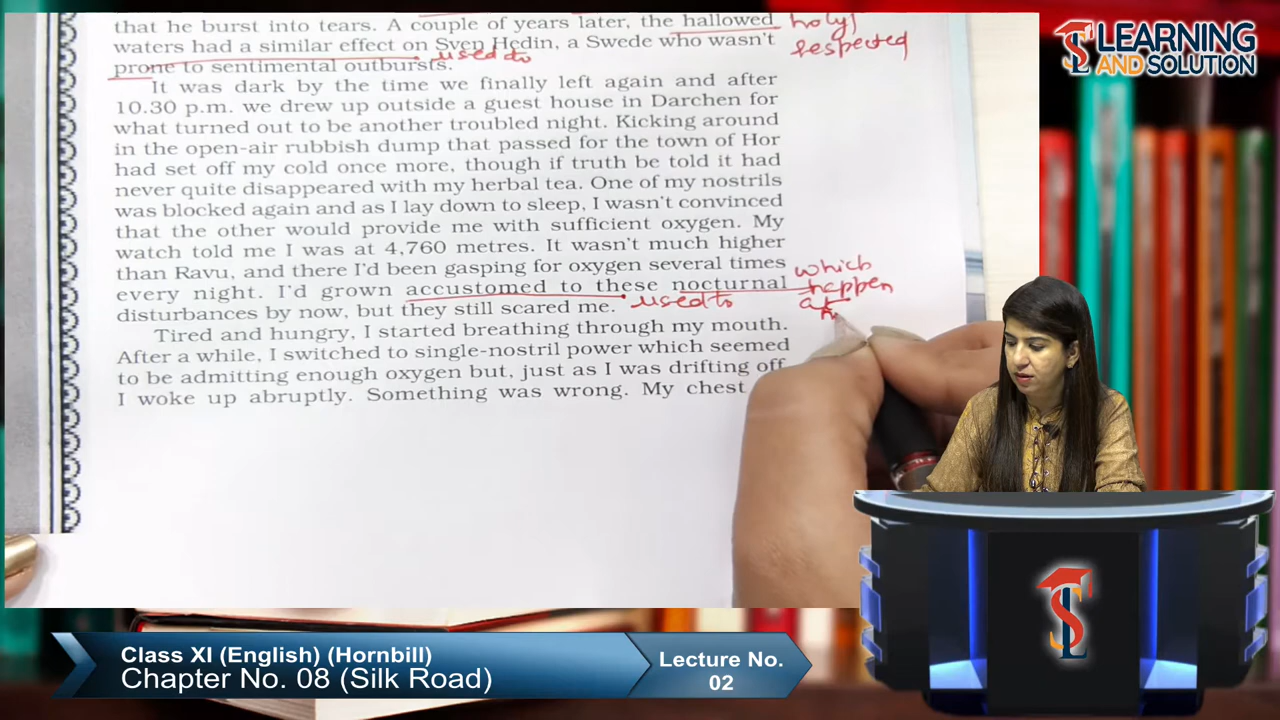 that he burst into tears. A couple of years later, the hallowed holy/
waters had a similar effect on Sven Hedin, a Swede who wasn't respected
prone to sentimental outbursts. used to
It was dark by the time we finally left again and after
10.30 p.m. we drew up outside a guest house in Darchen for
what turned out to be another troubled night. Kicking around
in the open-air rubbish dump that passed for the town of Hor
had set off my cold once more, though if truth be told it had
never quite disappeared with my herbal tea. One of my nostrils
was blocked again and as I lay down to sleep, I wasn't convinced
that the other would provide me with sufficient oxygen. My
watch told me I was at 4,760 metres. It wasn't much higher
than Ravu, and there I'd been gasping for oxygen several times which
every night. I'd grown accustomed to these nocturnal happen
disturbances by now, but they still scared me. used to at
Tired and hungry, I started breathing through my mouth.
After a while, I switched to single-nostril power which seemed
to be admitting enough oxygen but, just as I was drifting off
I woke up abruptly. Something was wrong. My chest
LEARNING
AND SOLUTION
Class XI (English) (Hornbill)
Chapter No. 08 (Silk Road)
Lecture No.
02